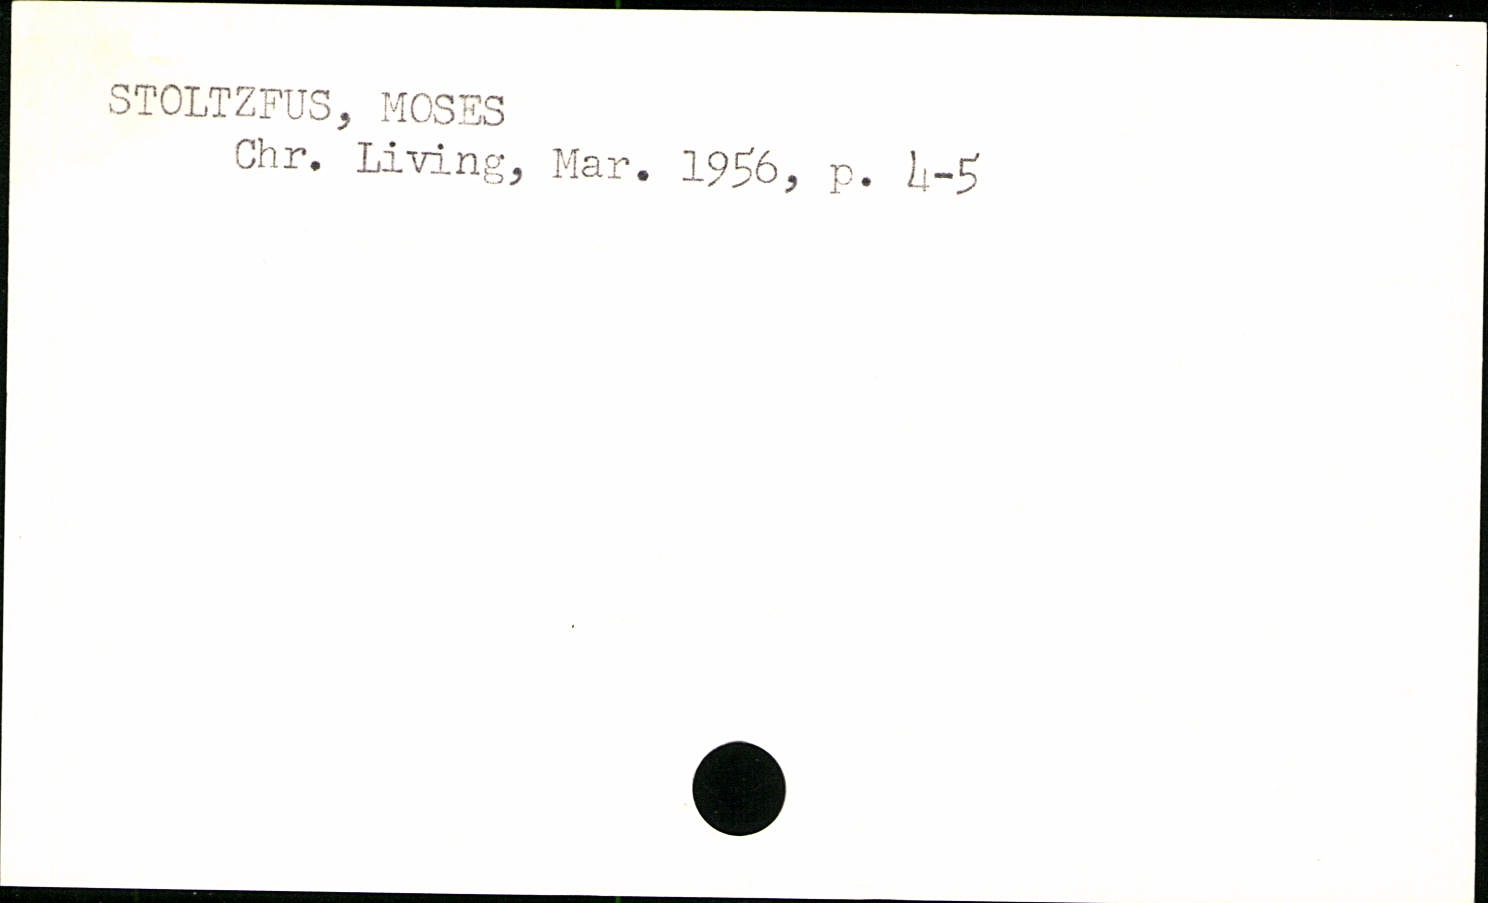 STOLTZFUS, MOSES
Chr. Living, Mar. 1956, p. 4-5